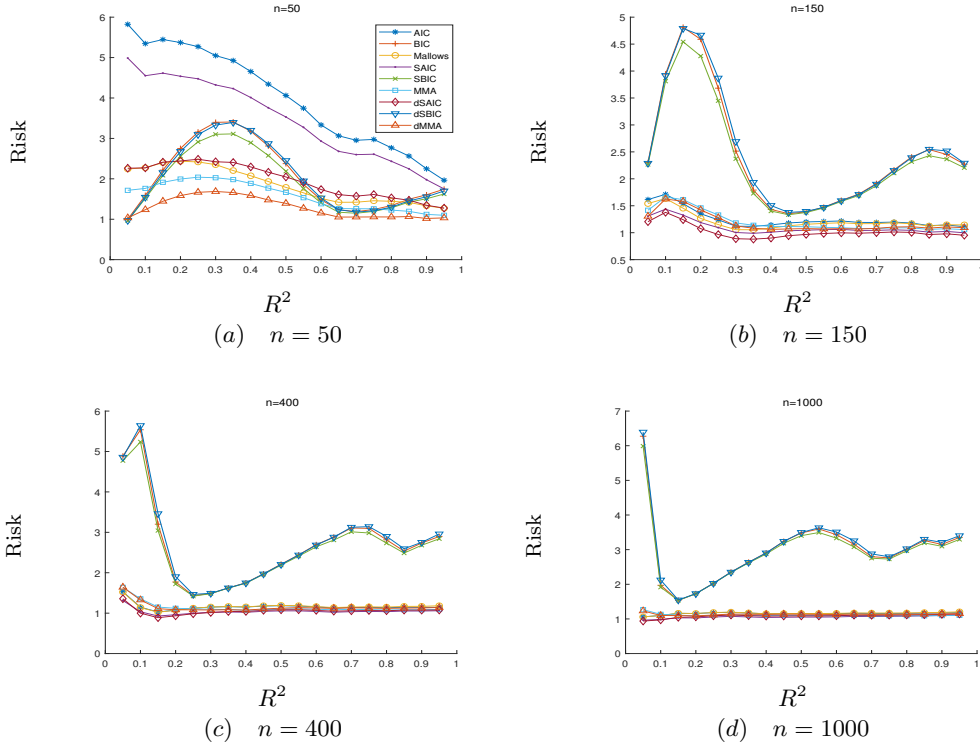 n=50
6
5
4
3
2
1
0
Risk
AIC
BIC
Mallows
SAIC
SBIC
MMA
dSAIC
dSBIC
dMMA
0 0.1 0.2 0.3 0.4 0.5 0.6 0.7 0.8 0.9 1
R²
(a) n = 50
n=150
5
4.5
4
3.5
3
2.5
2
1.5
1
0.5
Risk
0 0.1 0.2 0.3 0.4 0.5 0.6 0.7 0.8 0.9 1
R²
(b) n = 150
n=400
6
5
4
3
2
1
0
Risk
0 0.1 0.2 0.3 0.4 0.5 0.6 0.7 0.8 0.9 1
R²
(c) n = 400
n=1000
7
6
5
4
3
2
1
0
Risk
0 0.1 0.2 0.3 0.4 0.5 0.6 0.7 0.8 0.9 1
R²
(d) n = 1000